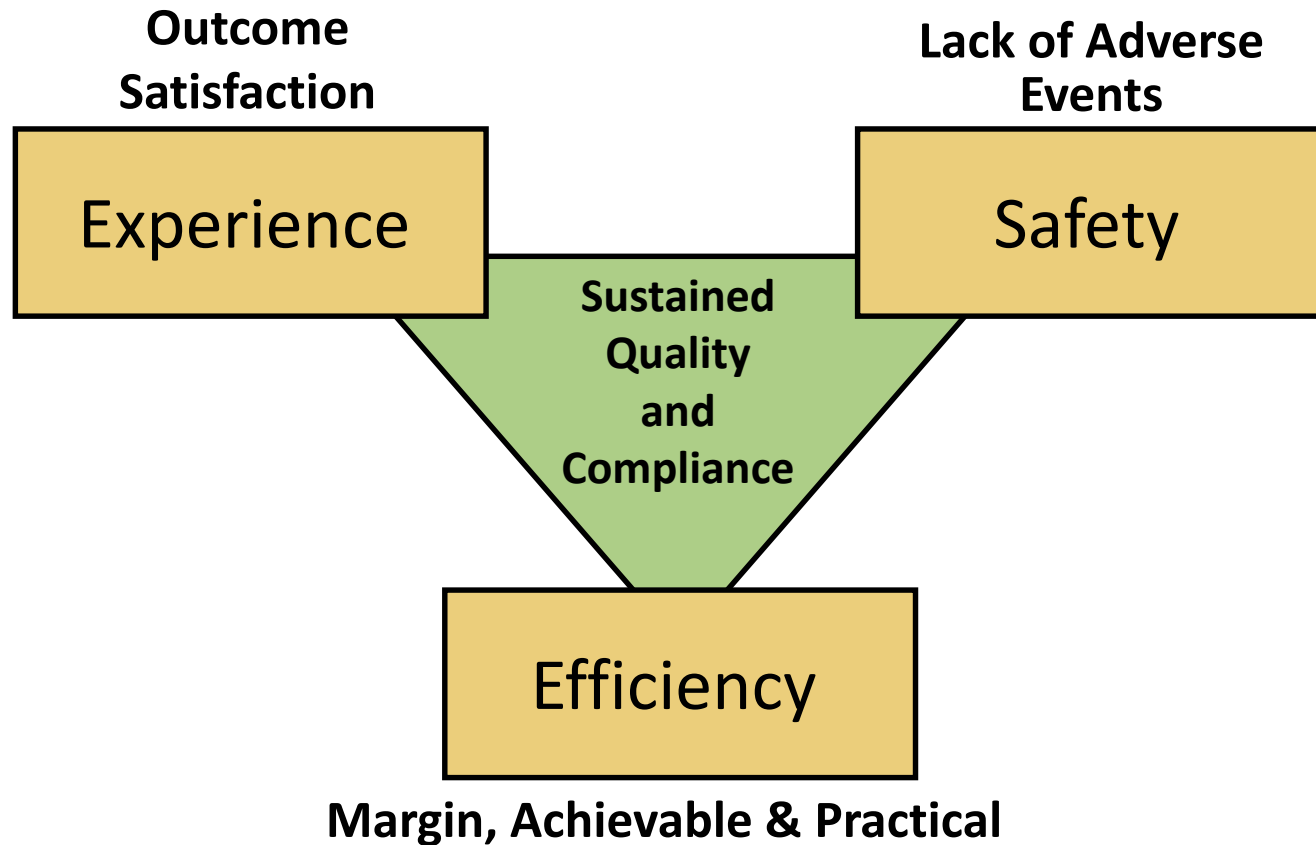 Outcome
Satisfaction
Lack of Adverse
Events
Experience
Safety
Sustained
Quality
and
Compliance
Efficiency
Margin, Achievable & Practical